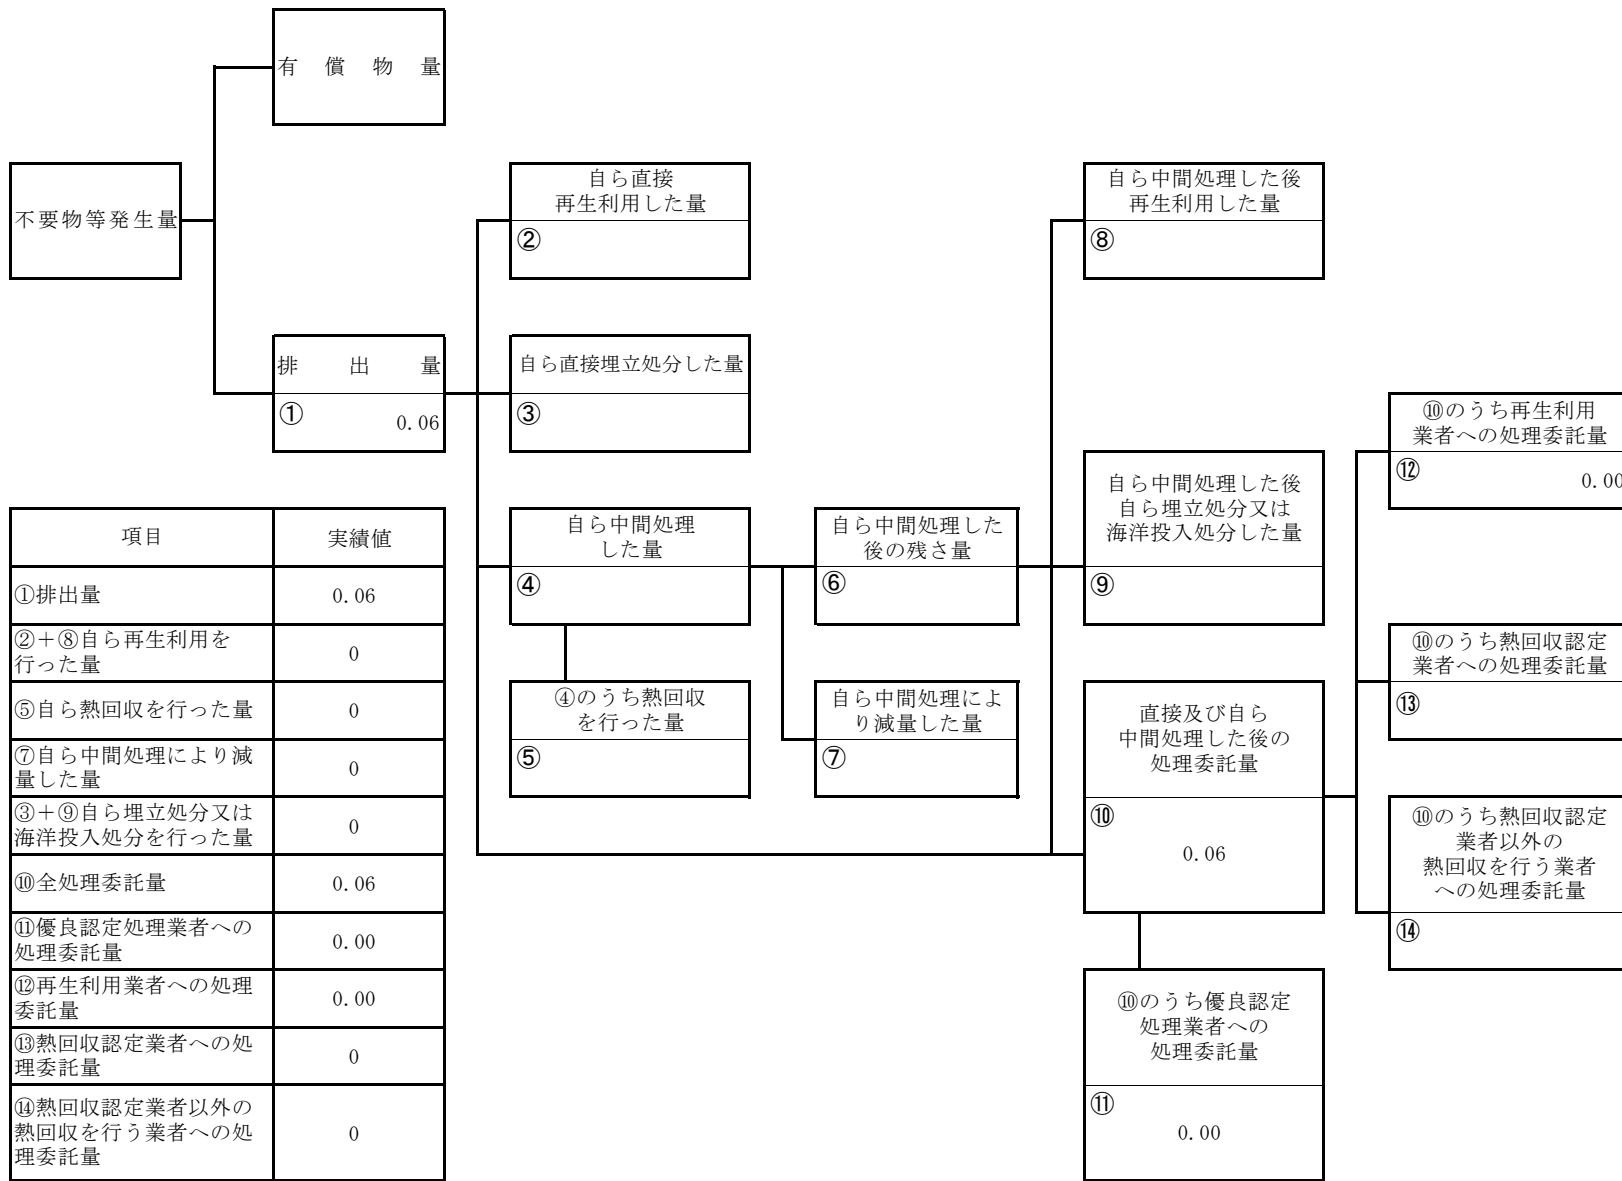 有償物量
不要物等発生量
自ら直接
再生利用した量
②
自ら中間処理した後
再生利用した量
⑧
排出量
①
0.06
自ら直接埋立処分した量
③
⑩のうち再生利用
業者への処理委託量
⑫
0.00
自ら中間処理
した量
④
自ら中間処理した
後の残さ量
⑥
自ら中間処理した後
自ら埋立処分又は
海洋投入処分した量
⑨
⑩のうち熱回収認定
業者への処理委託量
⑬
④のうち熱回収
を行った量
⑤
自ら中間処理によ
り減量した量
⑦
直接及び自ら
中間処理した後の
処理委託量
⑩
0.06
⑩のうち熱回収認定
業者以外の
熱回収を行う業者
への処理委託量
⑭
⑩のうち優良認定
処理業者への
処理委託量
⑪
0.00
項目 実績値
①排出量 0.06
②+⑧自ら再生利用を
行った量 0
⑤自ら熱回収を行った量 0
⑦自ら中間処理により減
量した量 0
③+⑨自ら埋立処分又は
海洋投入処分を行った量 0
⑩全処理委託量 0.06
⑪優良認定処理業者への
処理委託量 0.00
⑫再生利用業者への処理
委託量 0.00
⑬熱回収認定業者への処
理委託量 0
⑭熱回収認定業者以外の
熱回収を行う業者への処
理委託量 0